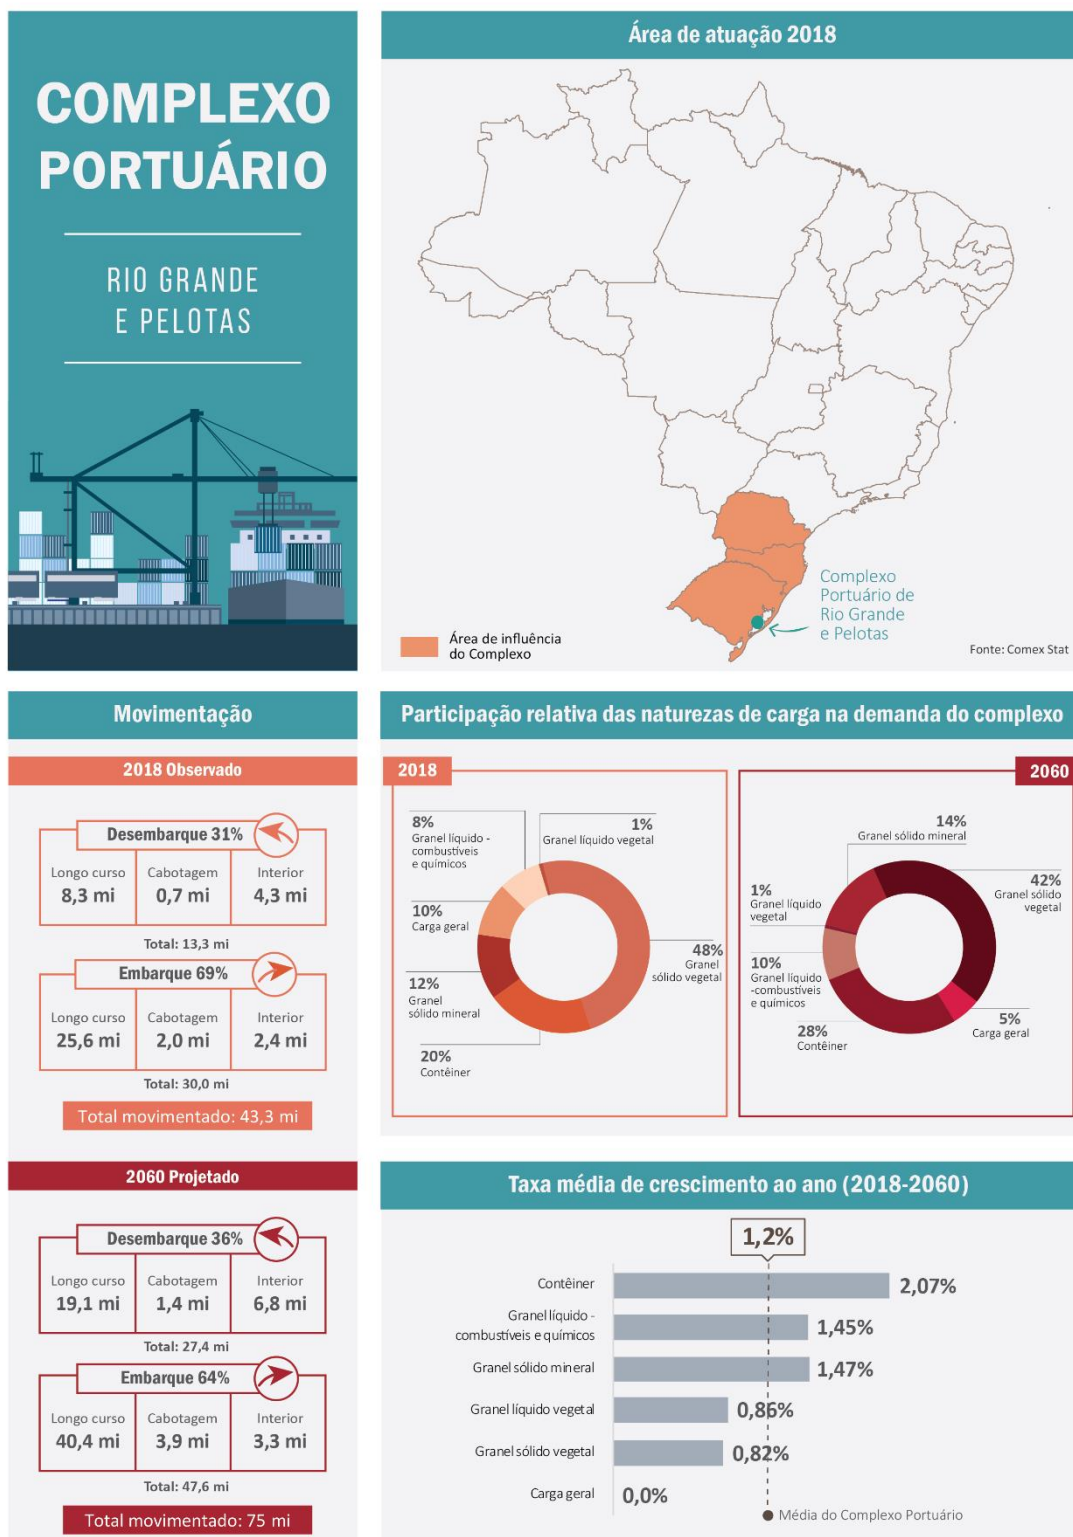 COMPLEXO
PORTUÁRIO
RIO GRANDE
E PELOTAS
Área de atuação 2018
Complexo
Portuário de
Rio Grande
e Pelotas
Área de influência
do Complexo
Fonte: Comex Stat
Movimentação
2018 Observado
Desembarque 31%
Longo curso Cabotagem Interior
8,3 mi 0,7 mi 4,3 mi
Total: 13,3 mi
Embarque 69%
Longo curso Cabotagem Interior
25,6 mi 2,0 mi 2,4 mi
Total: 30,0 mi
Total movimentado: 43,3 mi
2060 Projetado
Desembarque 36%
Longo curso Cabotagem Interior
19,1 mi 1,4 mi 6,8 mi
Total: 27,4 mi
Embarque 64%
Longo curso Cabotagem Interior
40,4 mi 3,9 mi 3,3 mi
Total: 47,6 mi
Total movimentado: 75 mi
Participação relativa das naturezas de carga na demanda do complexo
2018
8%
Granel líquido -
combustíveis
e químicos
1%
Granel líquido vegetal
10%
Carga geral
48%
Granel
sólido vegetal
12%
Granel
sólido mineral
20%
Contêiner
2060
14%
Granel sólido mineral
42%
Granel sólido
vegetal
1%
Granel líquido
vegetal
10%
Granel líquido
-combustíveis
e químicos
28%
Contêiner
5%
Carga geral
Taxa média de crescimento ao ano (2018-2060)
1,2%
Contêiner 2,07%
Granel líquido -
combustíveis e químicos 1,45%
Granel sólido mineral 1,47%
Granel líquido vegetal 0,86%
Granel sólido vegetal 0,82%
Carga geral 0,0%
Média do Complexo Portuário